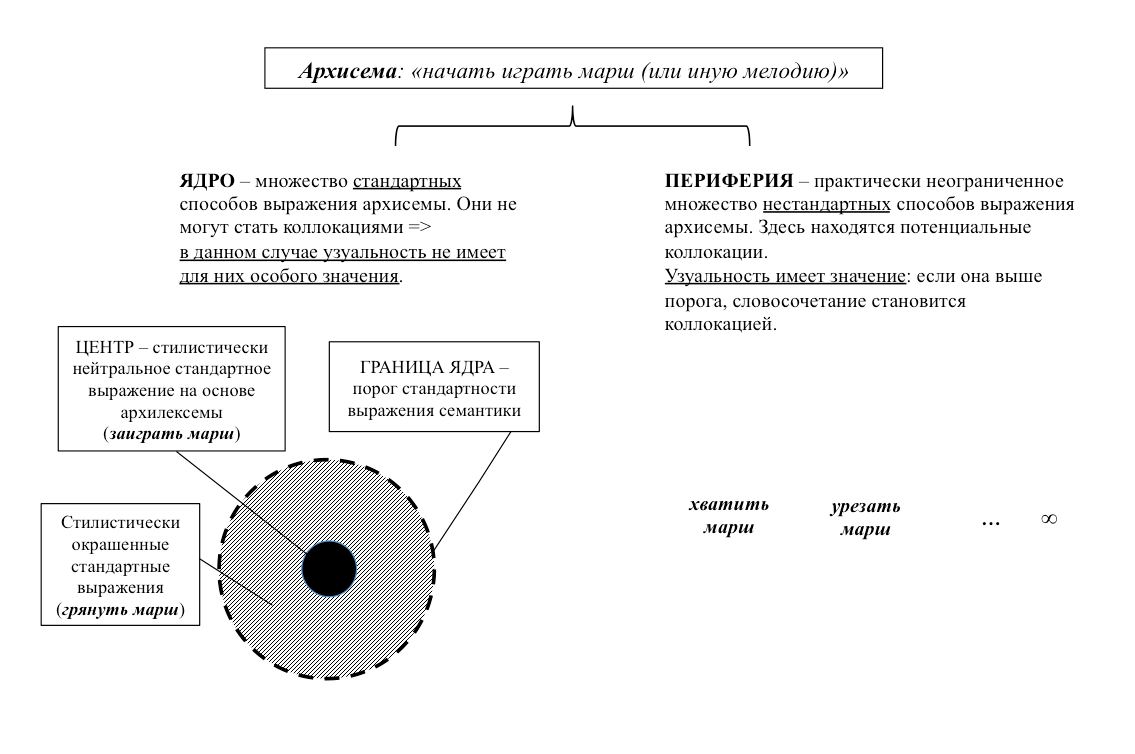 Архисема: «начать играть марш (или иную мелодию)»
ЯДРО – множество стандартных
способов выражения архисемы. Они не
могут стать коллокациями =>
в данном случае узуальность не имеет
для них особого значения.
ПЕРИФЕРИЯ – практически неограниченное
множество нестандартных способов выражения
архисемы. Здесь находятся потенциальные
коллокации.
Узуальность имеет значение: если она выше
порога, словосочетание становится
коллокацией.
ЦЕНТР – стилистически
нейтральное стандартное
выражение на основе
архилексемы
(заиграть марш)
ГРАНИЦА ЯДРА –
порог стандартности
выражения семантики
Стилистически
окрашенные
стандартные
выражения
(грянуть марш)
хватить
марш
урезать
марш
...
∞